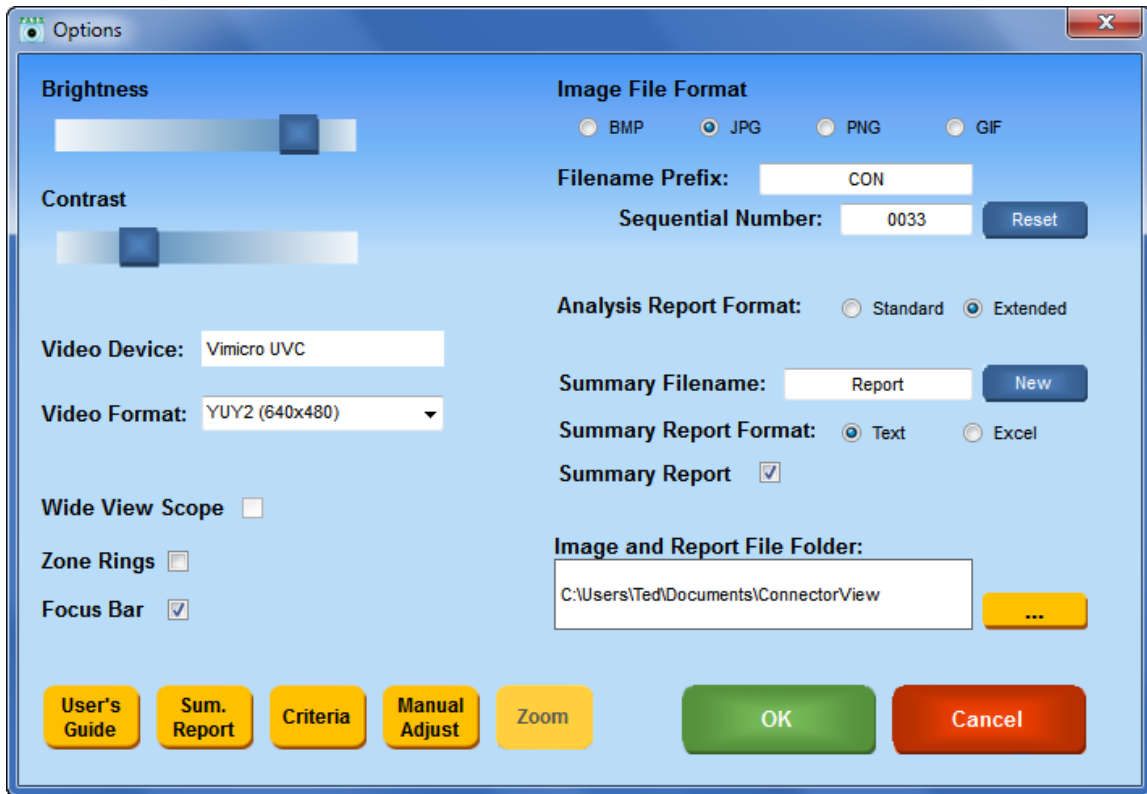 Options
Brightness
Contrast
Video Device: Vimicro UVC
Video Format: YUY2 (640x480)
Wide View Scope
Zone Rings
Focus Bar
Image File Format
BMP JPG PNG GIF
Filename Prefix: CON
Sequential Number: 0033 Reset
Analysis Report Format: Standard Extended
Summary Filename: Report New
Summary Report Format: Text Excel
Summary Report
Image and Report File Folder:
C:\Users\Ted\Documents\ConnectorView
...
User's
Guide
Sum.
Report
Criteria
Manual
Adjust
Zoom
OK
Cancel